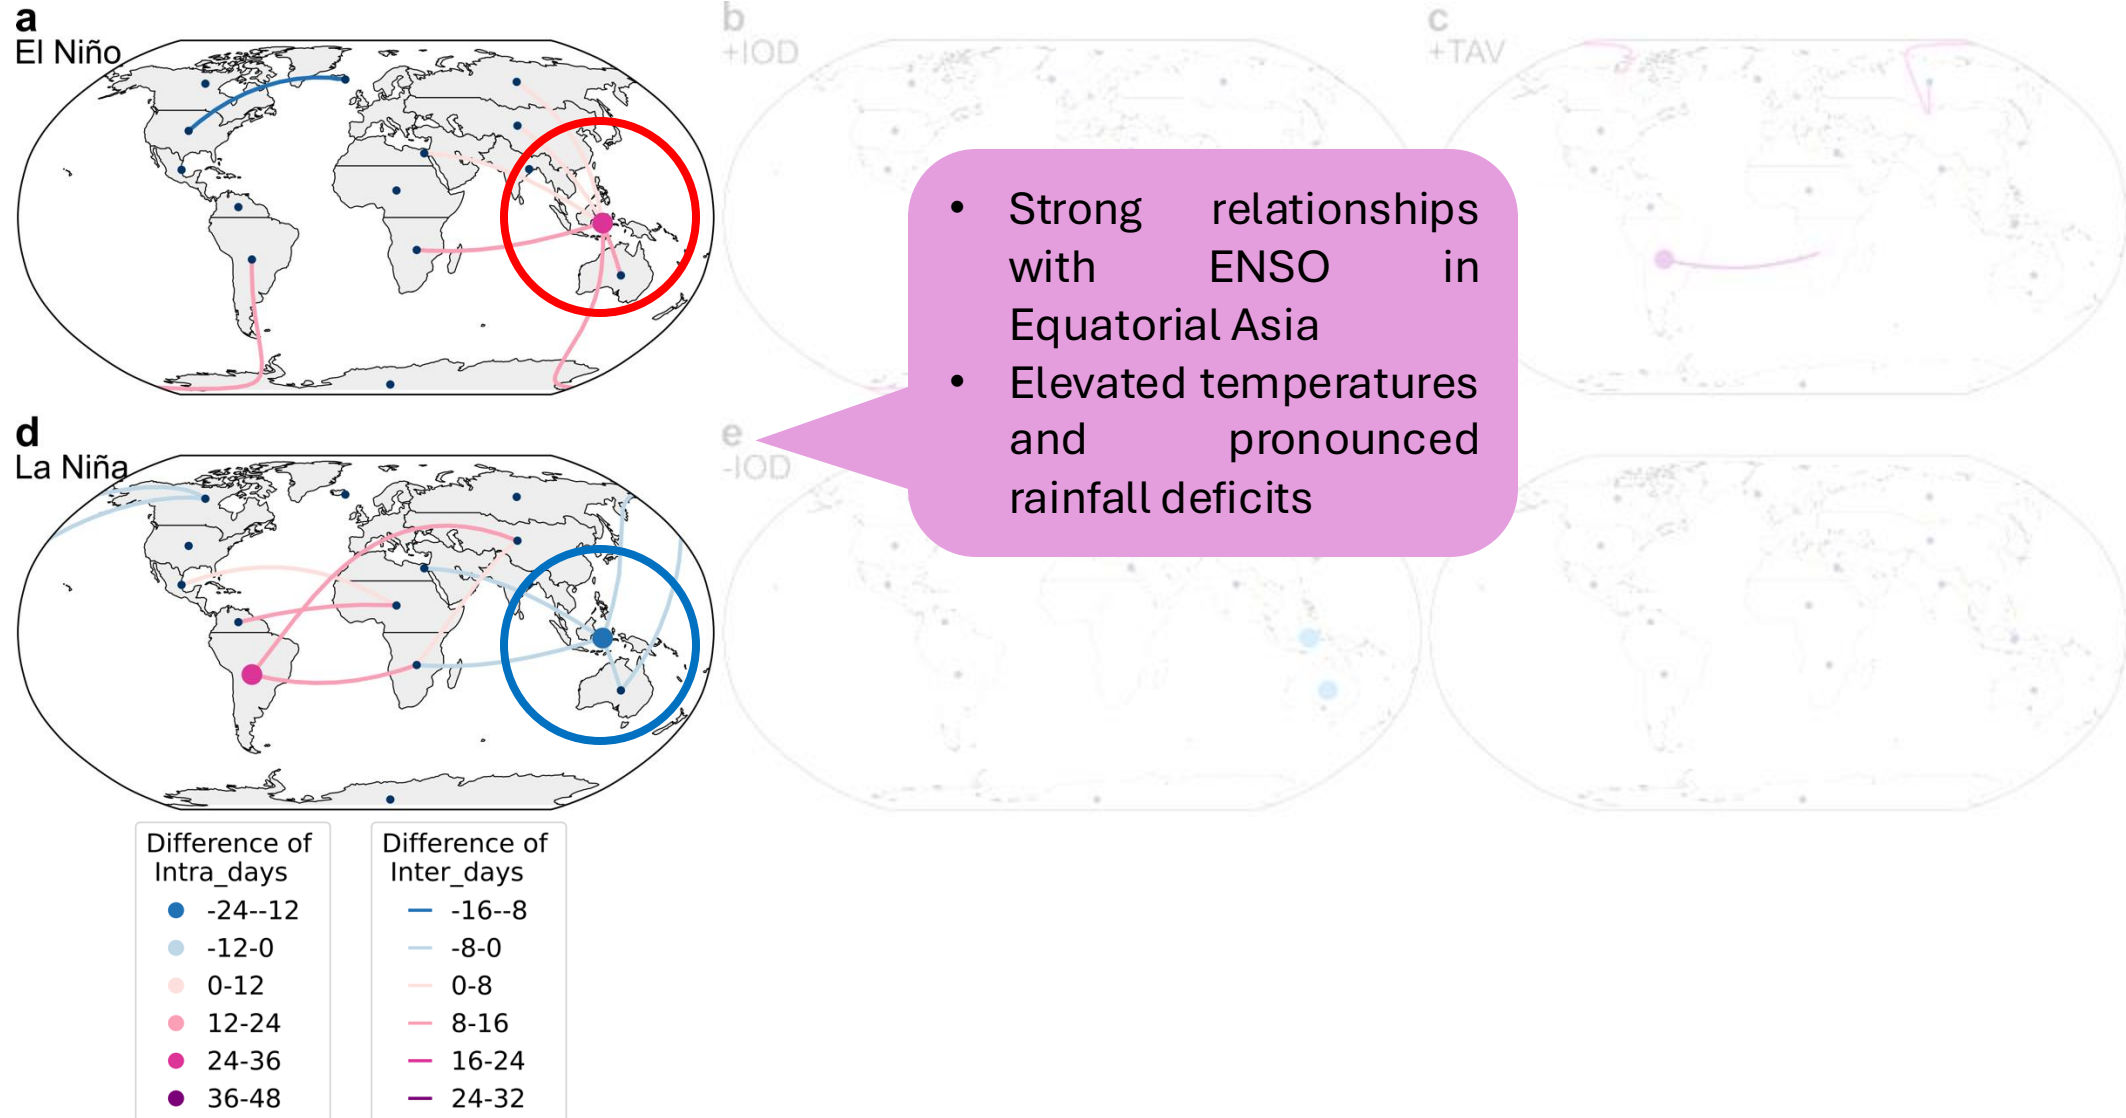 a
El Niño
b
+IOD
c
+TAV
• Strong relationships
with ENSO in
Equatorial Asia
• Elevated temperatures
and pronounced
rainfall deficits
d
La Niña
e
-IOD
Difference of
Intra_days
-24--12
-12-0
0-12
12-24
24-36
36-48
Difference of
Inter_days
-16--8
-8-0
0-8
8-16
16-24
24-32